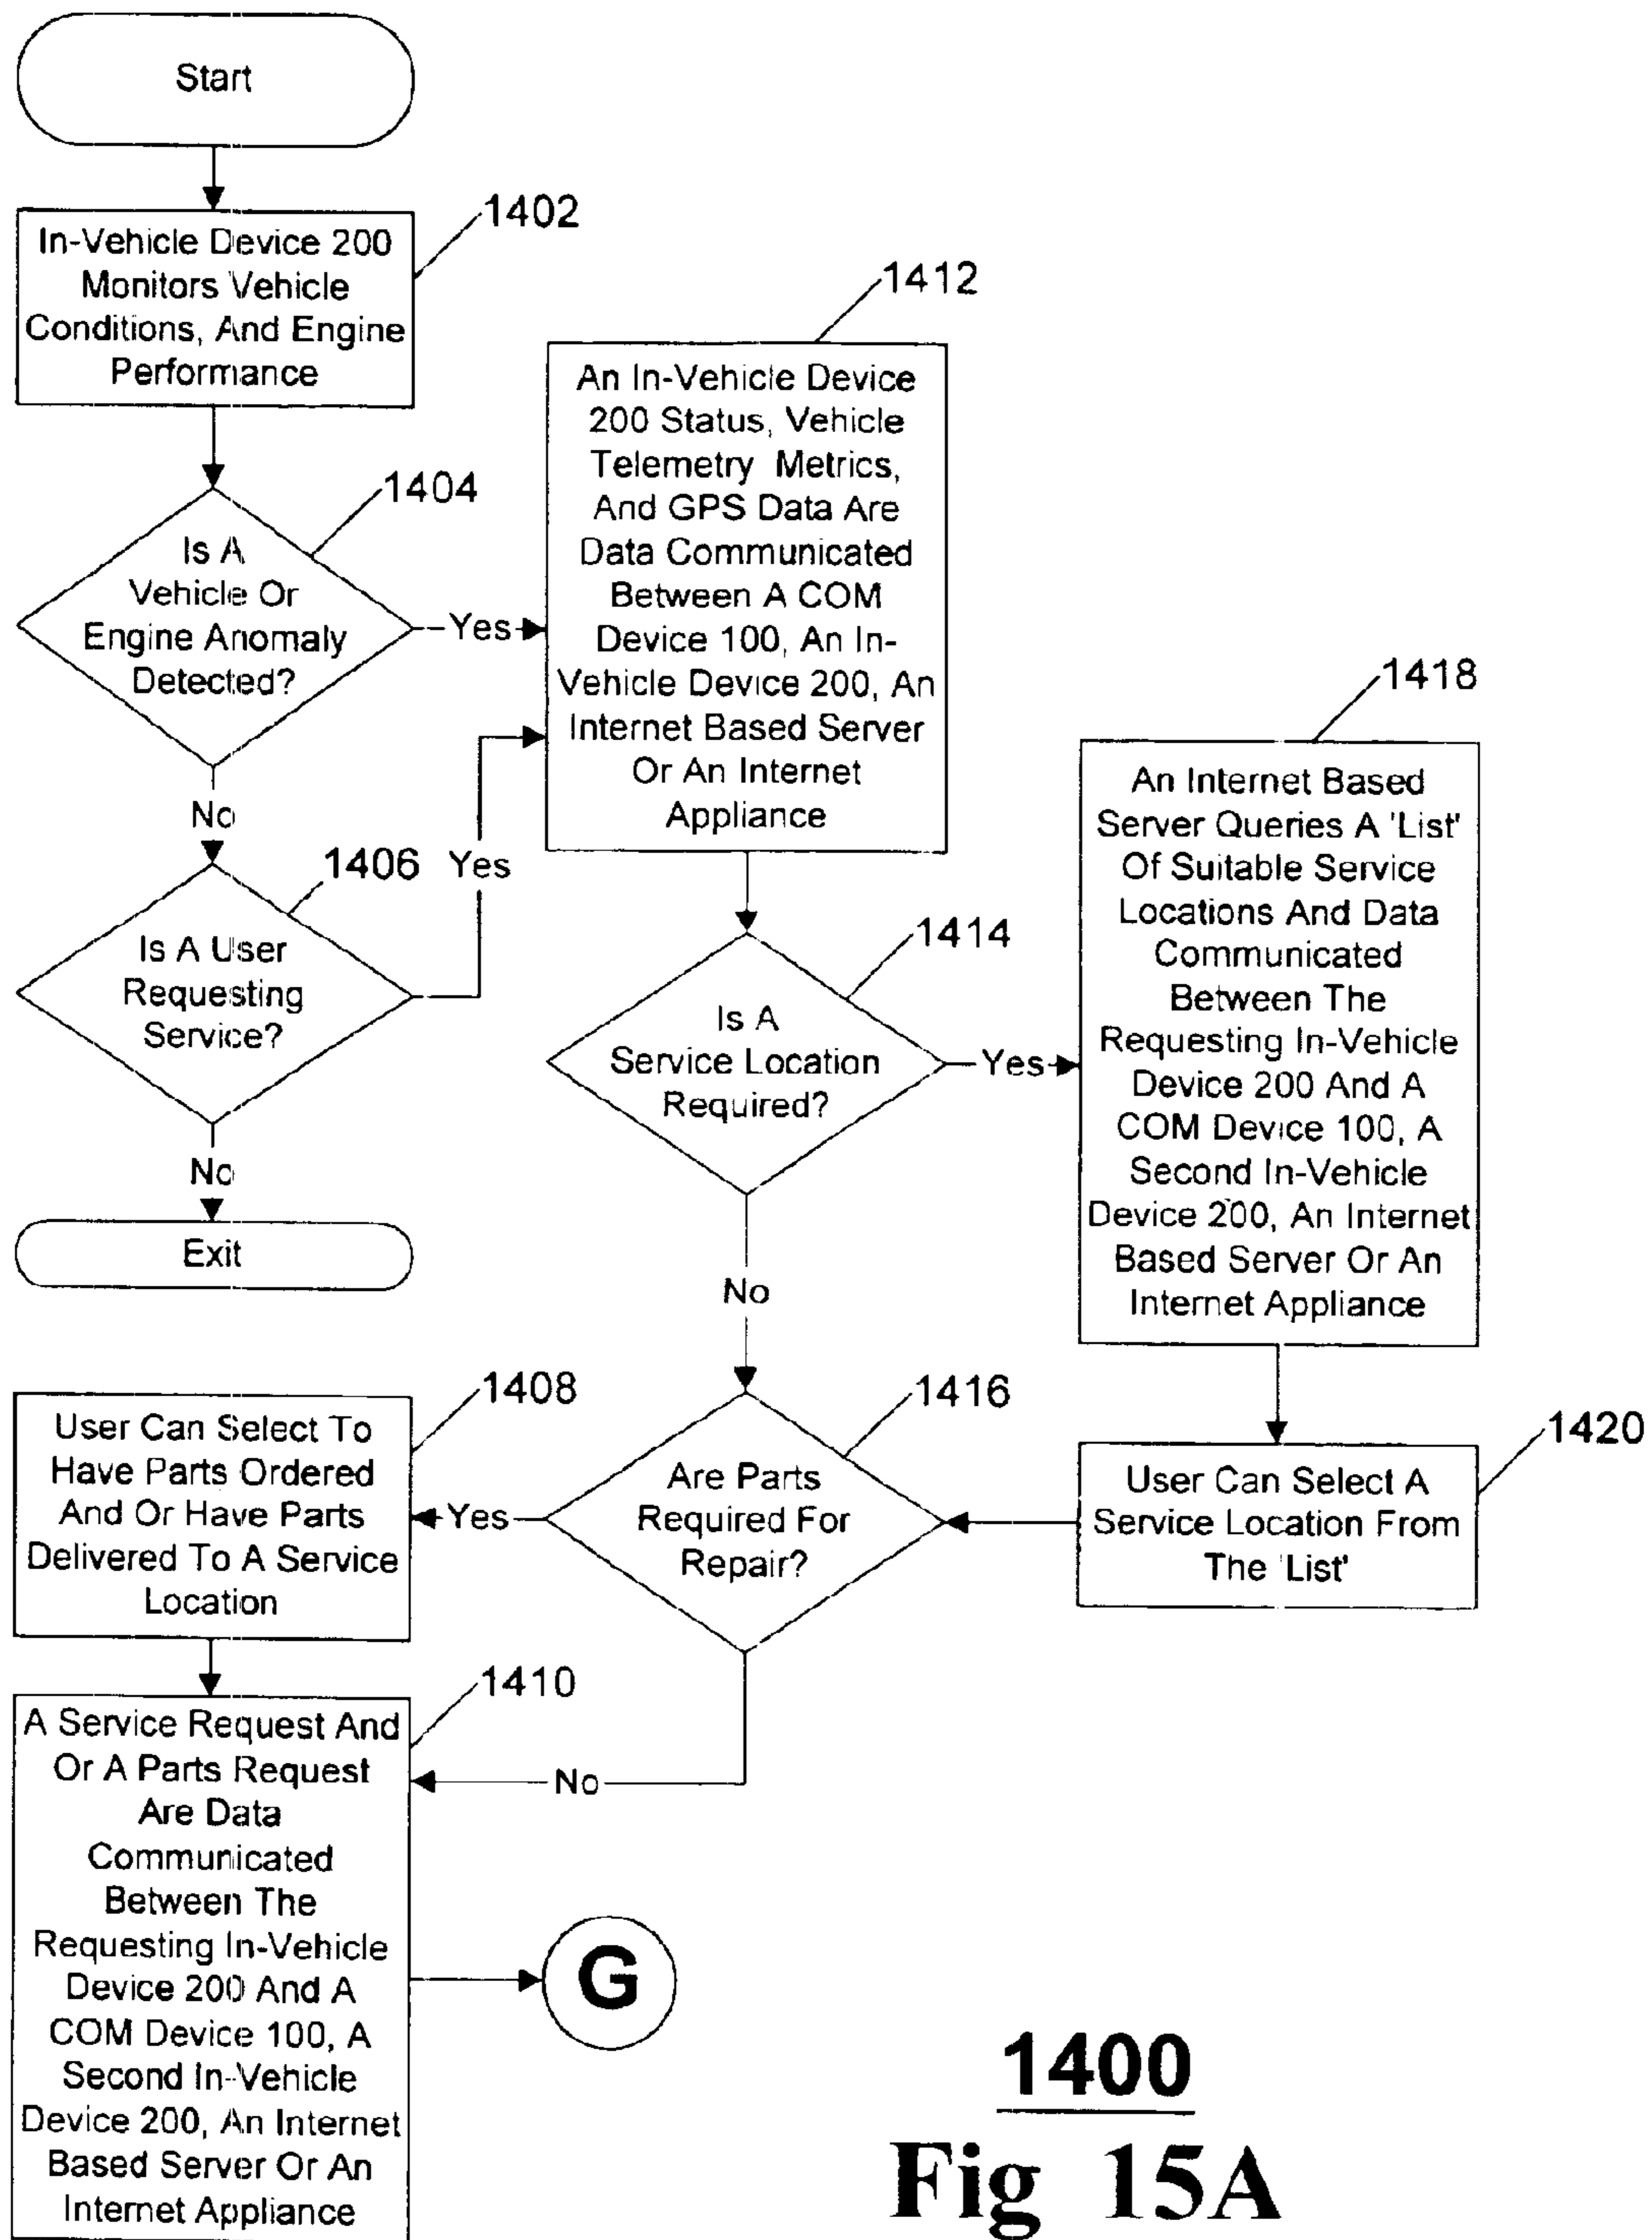 Start
1402
In-Vehicle Device 200
Monitors Vehicle
Conditions, And Engine
Performance
1404
Is A
Vehicle Or
Engine Anomaly
Detected?
Yes
No
1406
Yes
Is A User
Requesting
Service?
No
Exit
1412
An In-Vehicle Device
200 Status, Vehicle
Telemetry Metrics,
And GPS Data Are
Data Communicated
Between A COM
Device 100, An In-
Vehicle Device 200, An
Internet Based Server
Or An Internet
Appliance
1414
Is A
Service Location
Required?
Yes
No
1418
An Internet Based
Server Queries A 'List'
Of Suitable Service
Locations And Data
Communicated
Between The
Requesting In-Vehicle
Device 200 And A
COM Device 100, A
Second In-Vehicle
Device 200, An Internet
Based Server Or An
Internet Appliance
1420
User Can Select A
Service Location From
The 'List'
1416
Are Parts
Required For
Repair?
Yes
No
1408
User Can Select To
Have Parts Ordered
And Or Have Parts
Delivered To A Service
Location
1410
A Service Request And
Or A Parts Request
Are Data
Communicated
Between The
Requesting In-Vehicle
Device 200 And A
COM Device 100, A
Second In-Vehicle
Device 200, An Internet
Based Server Or An
Internet Appliance
G
1400
Fig 15A